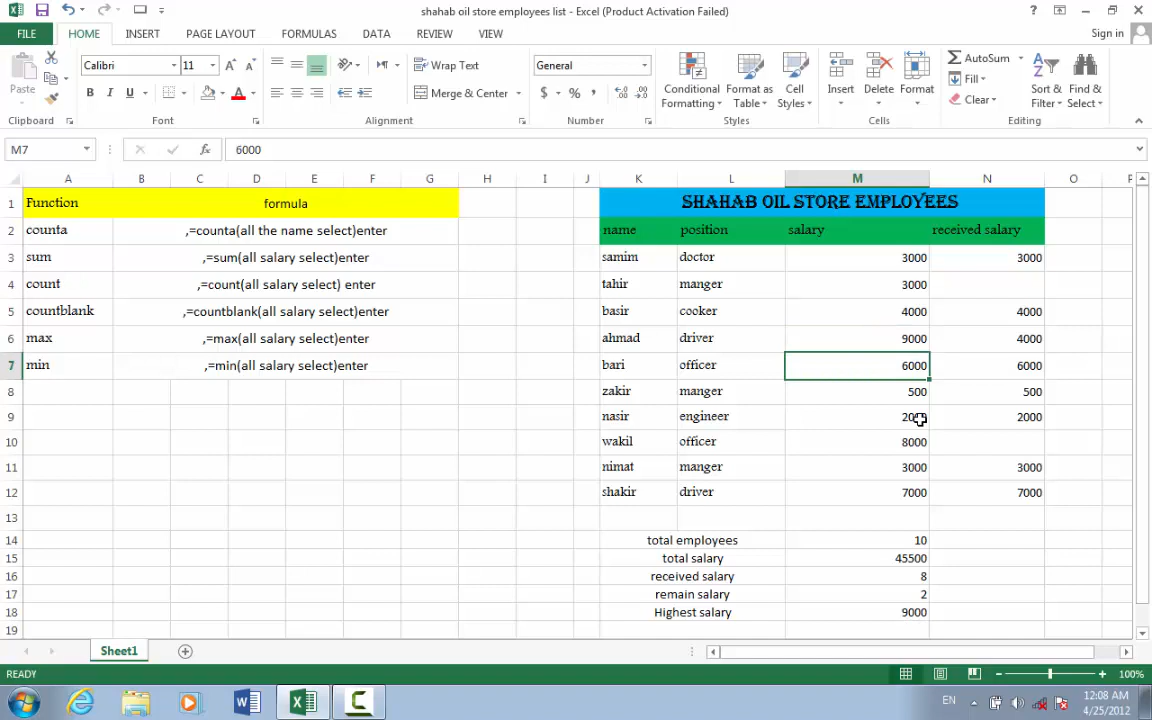 shahab oil store employees list - Excel (Product Activation Failed)
FILE HOME INSERT PAGE LAYOUT FORMULAS DATA REVIEW VIEW Sign in
Calibri 11 Wrap Text General AutoSum
Paste B I U Merge & Center $ % Conditional Formatting Format as Table Cell Styles Insert Delete Format Fill Clear Sort & Filter Find & Select
Clipboard Font Alignment Number Styles Cells Editing
M7 fx 6000
A B C D E F G H I J K L M N O P
1 Function formula SHAHAB OIL STORE EMPLOYEES
2 counta ,=counta(all the name select)enter name position salary received salary
3 sum ,=sum(all salary select)enter samim doctor 3000 3000
4 count ,=count(all salary select) enter tahir manger 3000
5 countblank ,=countblank(all salary select)enter basir cooker 4000 4000
6 max ,=max(all salary select)enter ahmad driver 9000 4000
7 min ,=min(all salary select)enter bari officer 6000 6000
8 zakir manger 500 500
9 nasir engineer 2000
10 wakil officer 8000
11 nimat manger 3000 3000
12 shakir driver 7000 7000
13
14 total employees 10
15 total salary 45500
16 received salary 8
17 remain salary 2
18 Highest salary 9000
19
Sheet1
READY 100%
EN 12:08 AM
4/25/2012